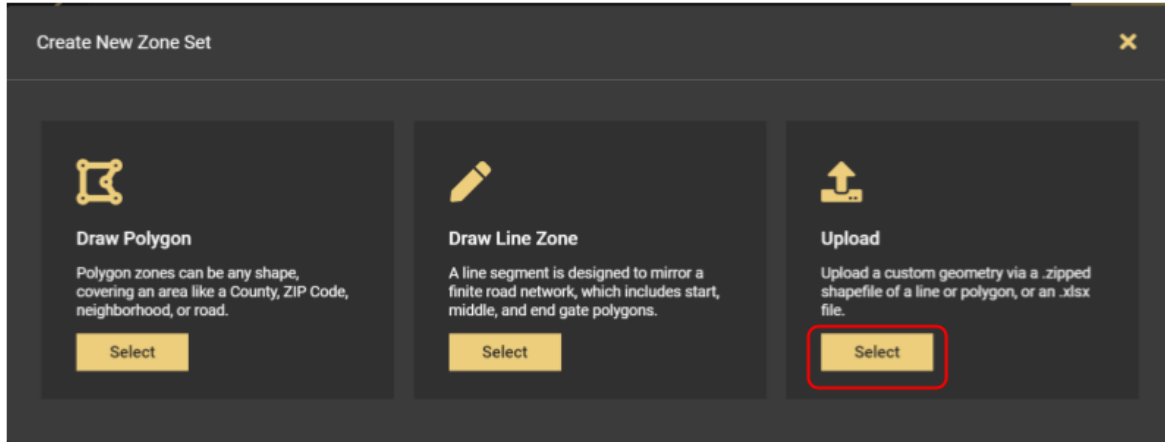 Create New Zone Set
Draw Polygon
Polygon zones can be any shape,
covering an area like a County, ZIP Code,
neighborhood, or road.
Select
Draw Line Zone
A line segment is designed to mirror a
finite road network, which includes start,
middle, and end gate polygons.
Select
Upload
Upload a custom geometry via a .zipped
shapefile of a line or polygon, or an .xlsx
file.
Select